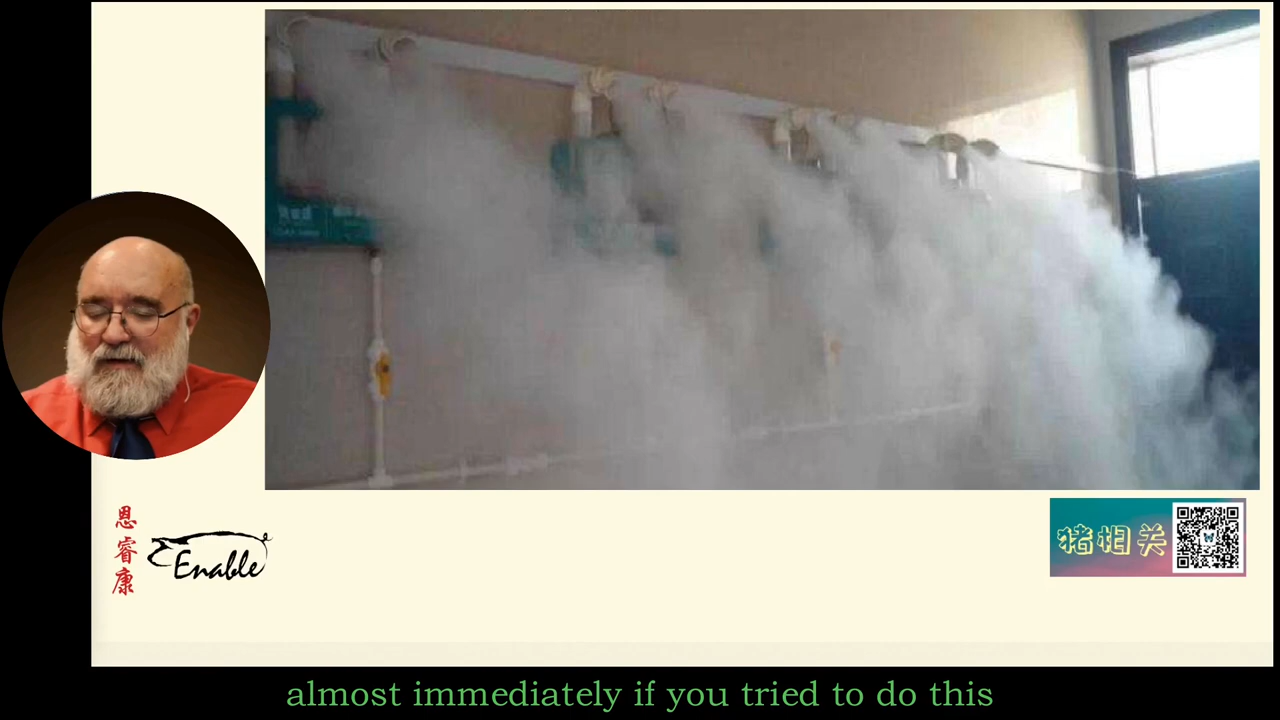 恩睿康
Enable
猪相关
almost immediately if you tried to do this